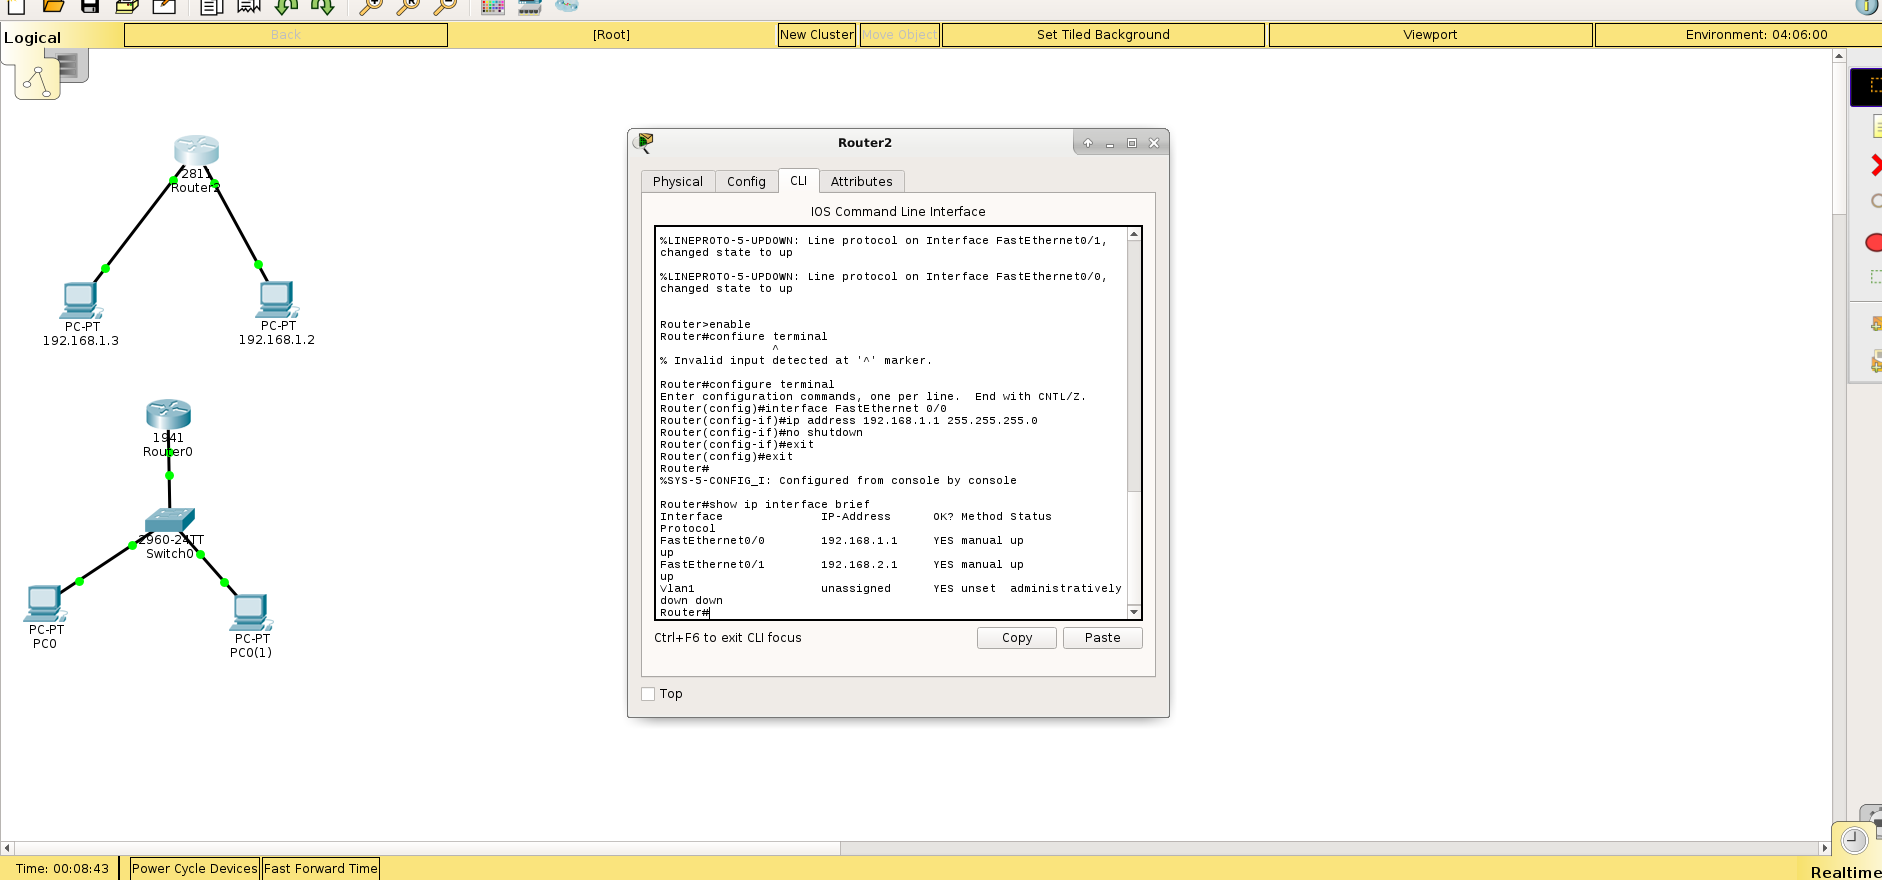 Logical
Back
[Root]
New Cluster
Move Object
Set Tiled Background
Viewport
Environment: 04:06:00
2811
Router2
PC-PT
192.168.1.3
PC-PT
192.168.1.2
1941
Router0
2960-24TT
Switch0
PC-PT
PC0
PC-PT
PC0(1)
Router2
Physical
Config
CLI
Attributes
IOS Command Line Interface
%LINEPROTO-5-UPDOWN: Line protocol on Interface FastEthernet0/1,
changed state to up
%LINEPROTO-5-UPDOWN: Line protocol on Interface FastEthernet0/0,
changed state to up
Router>enable
Router#confiure terminal
^
% Invalid input detected at '^' marker.
Router#configure terminal
Enter configuration commands, one per line.  End with CNTL/Z.
Router(config)#interface FastEthernet 0/0
Router(config-if)#ip address 192.168.1.1 255.255.255.0
Router(config-if)#no shutdown
Router(config-if)#exit
Router(config)#exit
Router#
%SYS-5-CONFIG_I: Configured from console by console
Router#show ip interface brief
Interface              IP-Address      OK? Method Status
Protocol
FastEthernet0/0        192.168.1.1     YES manual up
up
FastEthernet0/1        192.168.2.1     YES manual up
up
Vlan1                  unassigned      YES unset  administratively
down down
Router#
Ctrl+F6 to exit CLI focus
Copy
Paste
Top
Time: 00:08:43
Power Cycle Devices
Fast Forward Time
Realtime